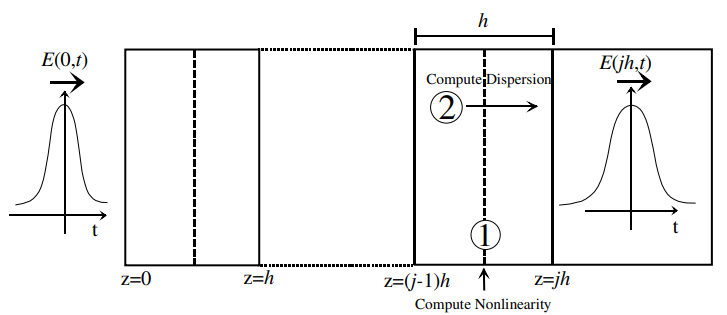 h
E(0,t)
E(jh,t)
Compute Dispersion
2
t
1
t
z=0
z=h
z=(j-1)h
z=jh
Compute Nonlinearity